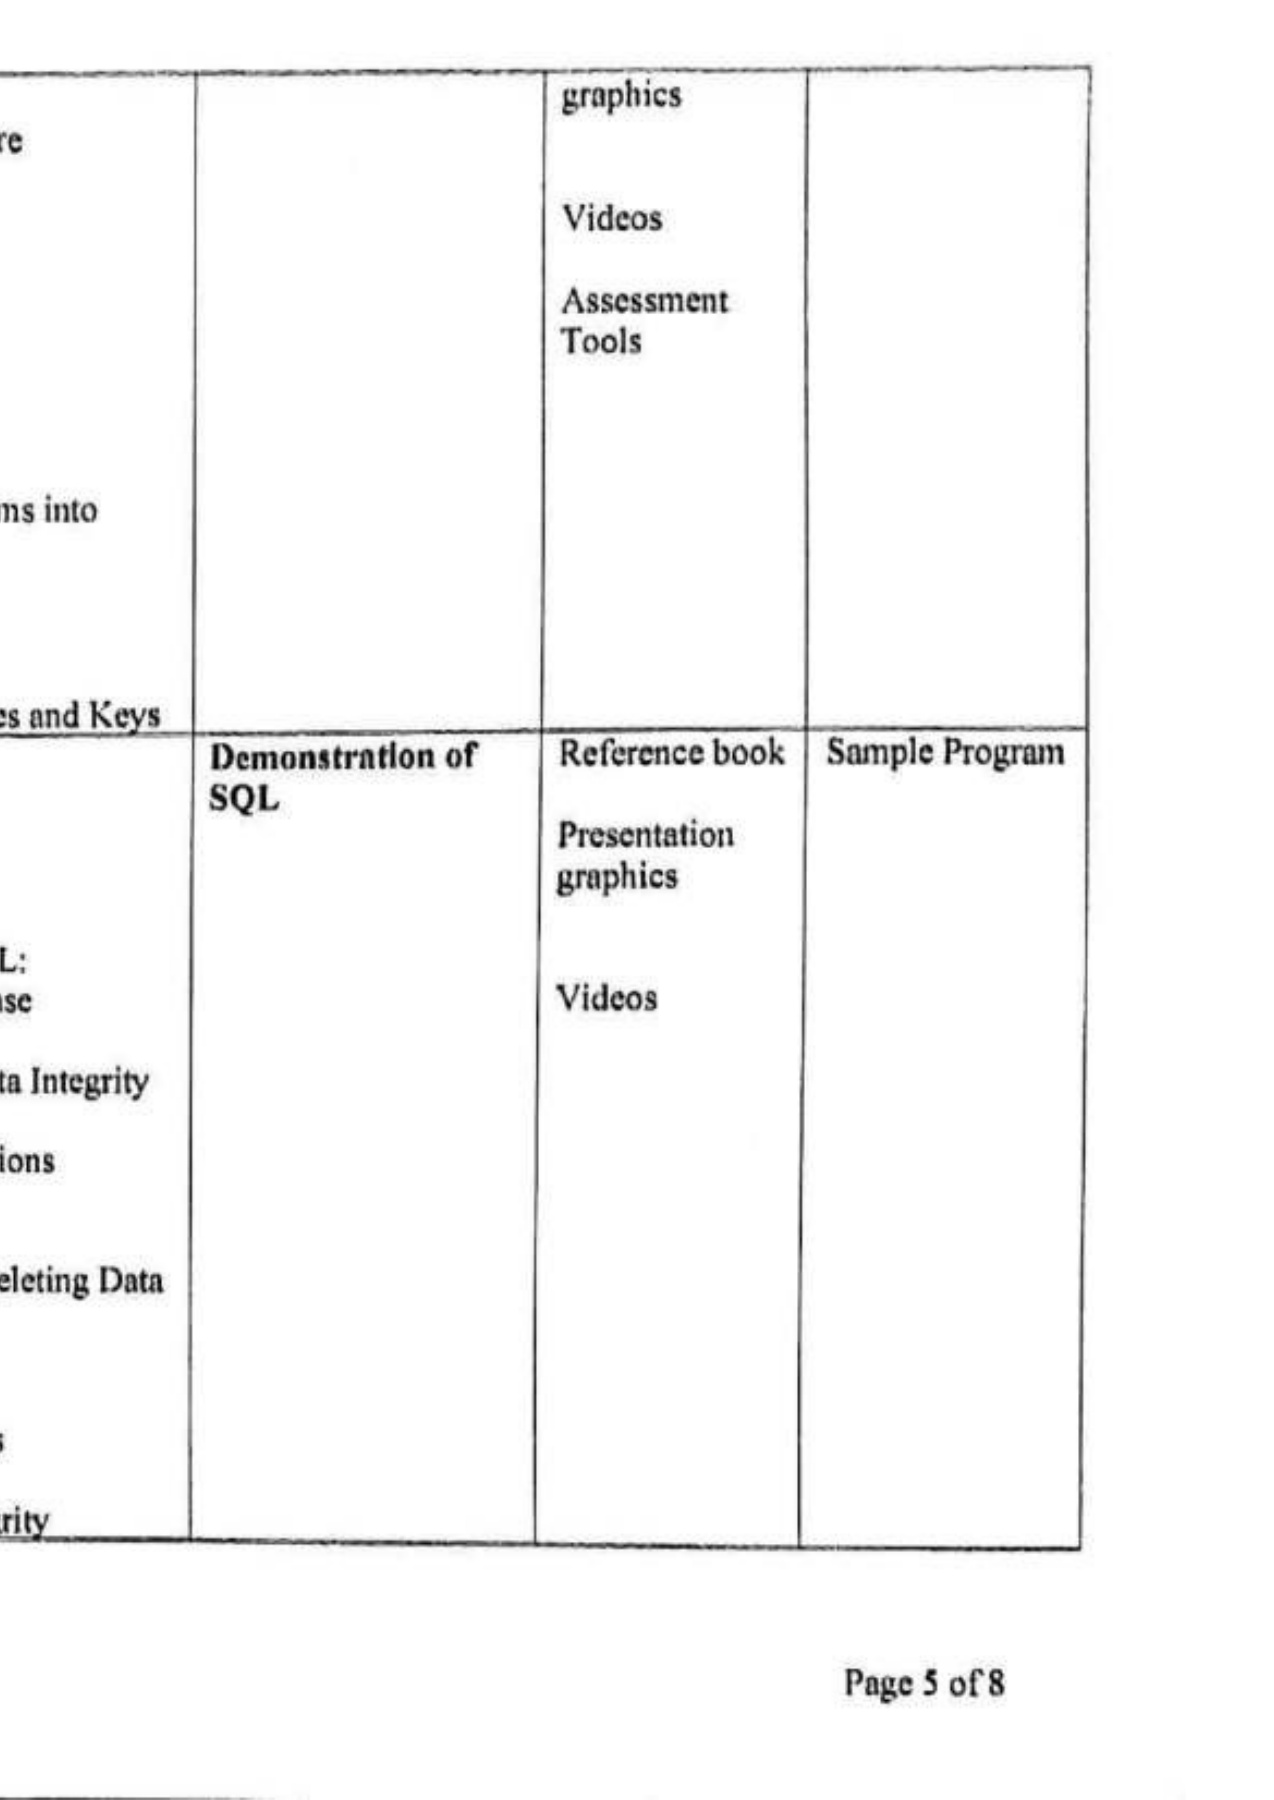 re
ms into
es and Keys
graphics
Videos
Assessment
Tools
L:
ase
ta Integrity
ions
eleting Data
s
rity
Demonstration of
SQL
Reference book
Presentation
graphics
Videos
Sample Program
Page 5 of 8